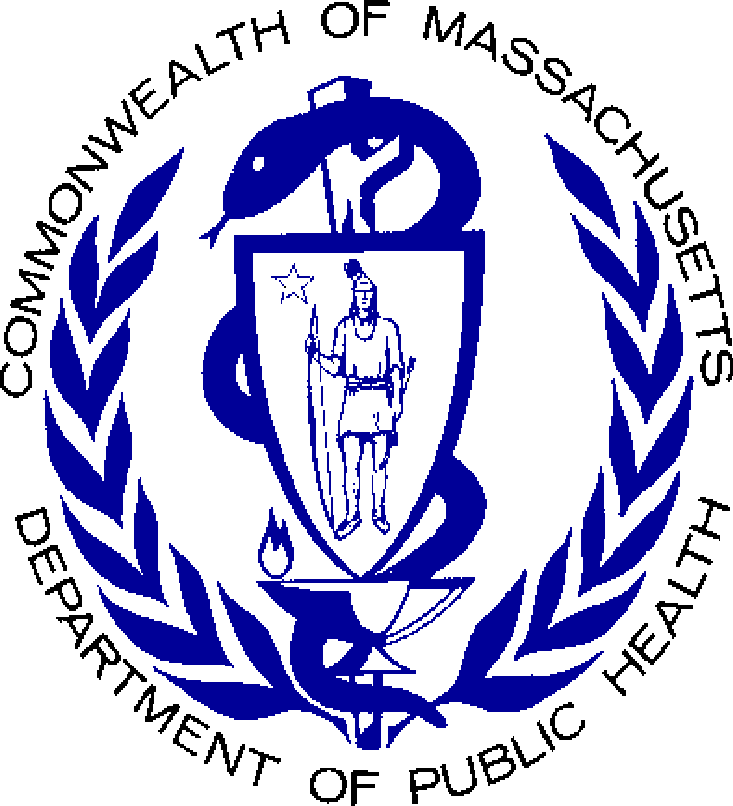 COMMONWEALTH OF MASSACHUSETTS
DEPARTMENT OF PUBLIC HEALTH